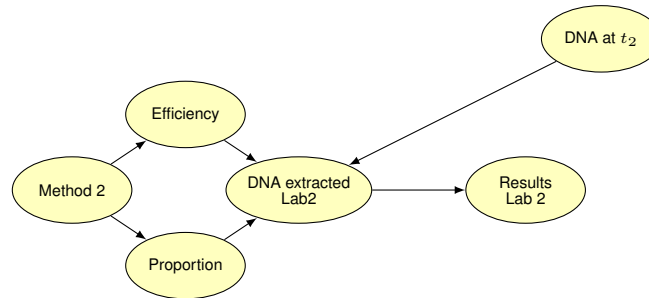 DNA at t₂
Efficiency
Method 2
DNA extracted
Lab2
Results
Lab 2
Proportion